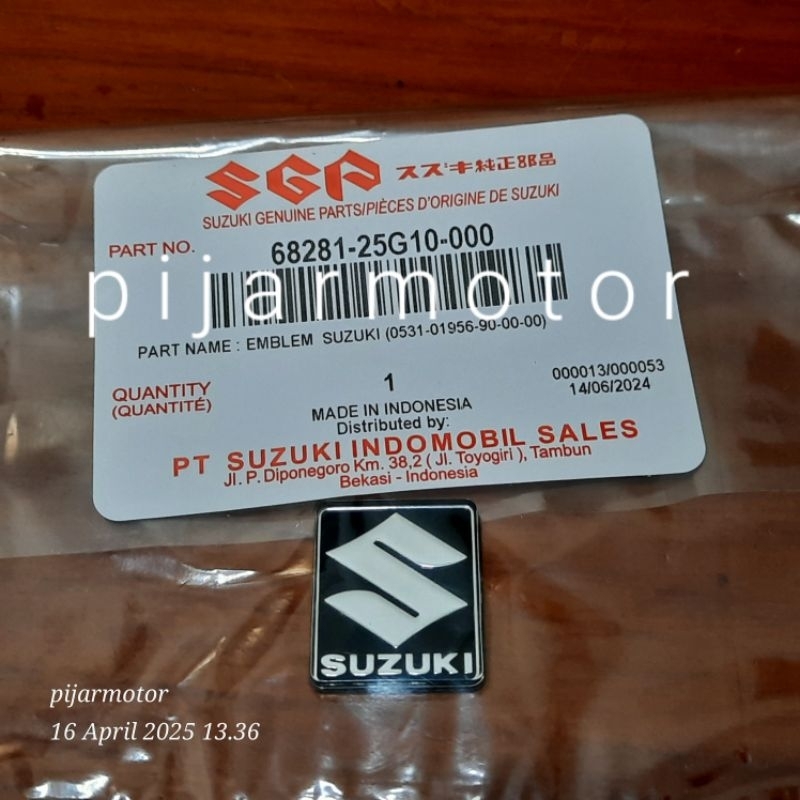 SGP スズキ純正部品
SUZUKI GENUINE PARTS/PIÈCES D'ORIGINE DE SUZUKI
PART NO. 68281-25G10-000
pijarmotor
PART NAME : EMBLEM SUZUKI (0531-01956-90-00-00)
QUANTITY 1 000013/000053
(QUANTITÉ) 14/06/2024
MADE IN INDONESIA
Distributed by:
PT SUZUKI INDOMOBIL SALES
Jl. P. Diponegoro Km. 38,2 ( Jl. Toyogiri ), Tambun
Bekasi - Indonesia
SUZUKI
pijarmotor
16 April 2025 13.36